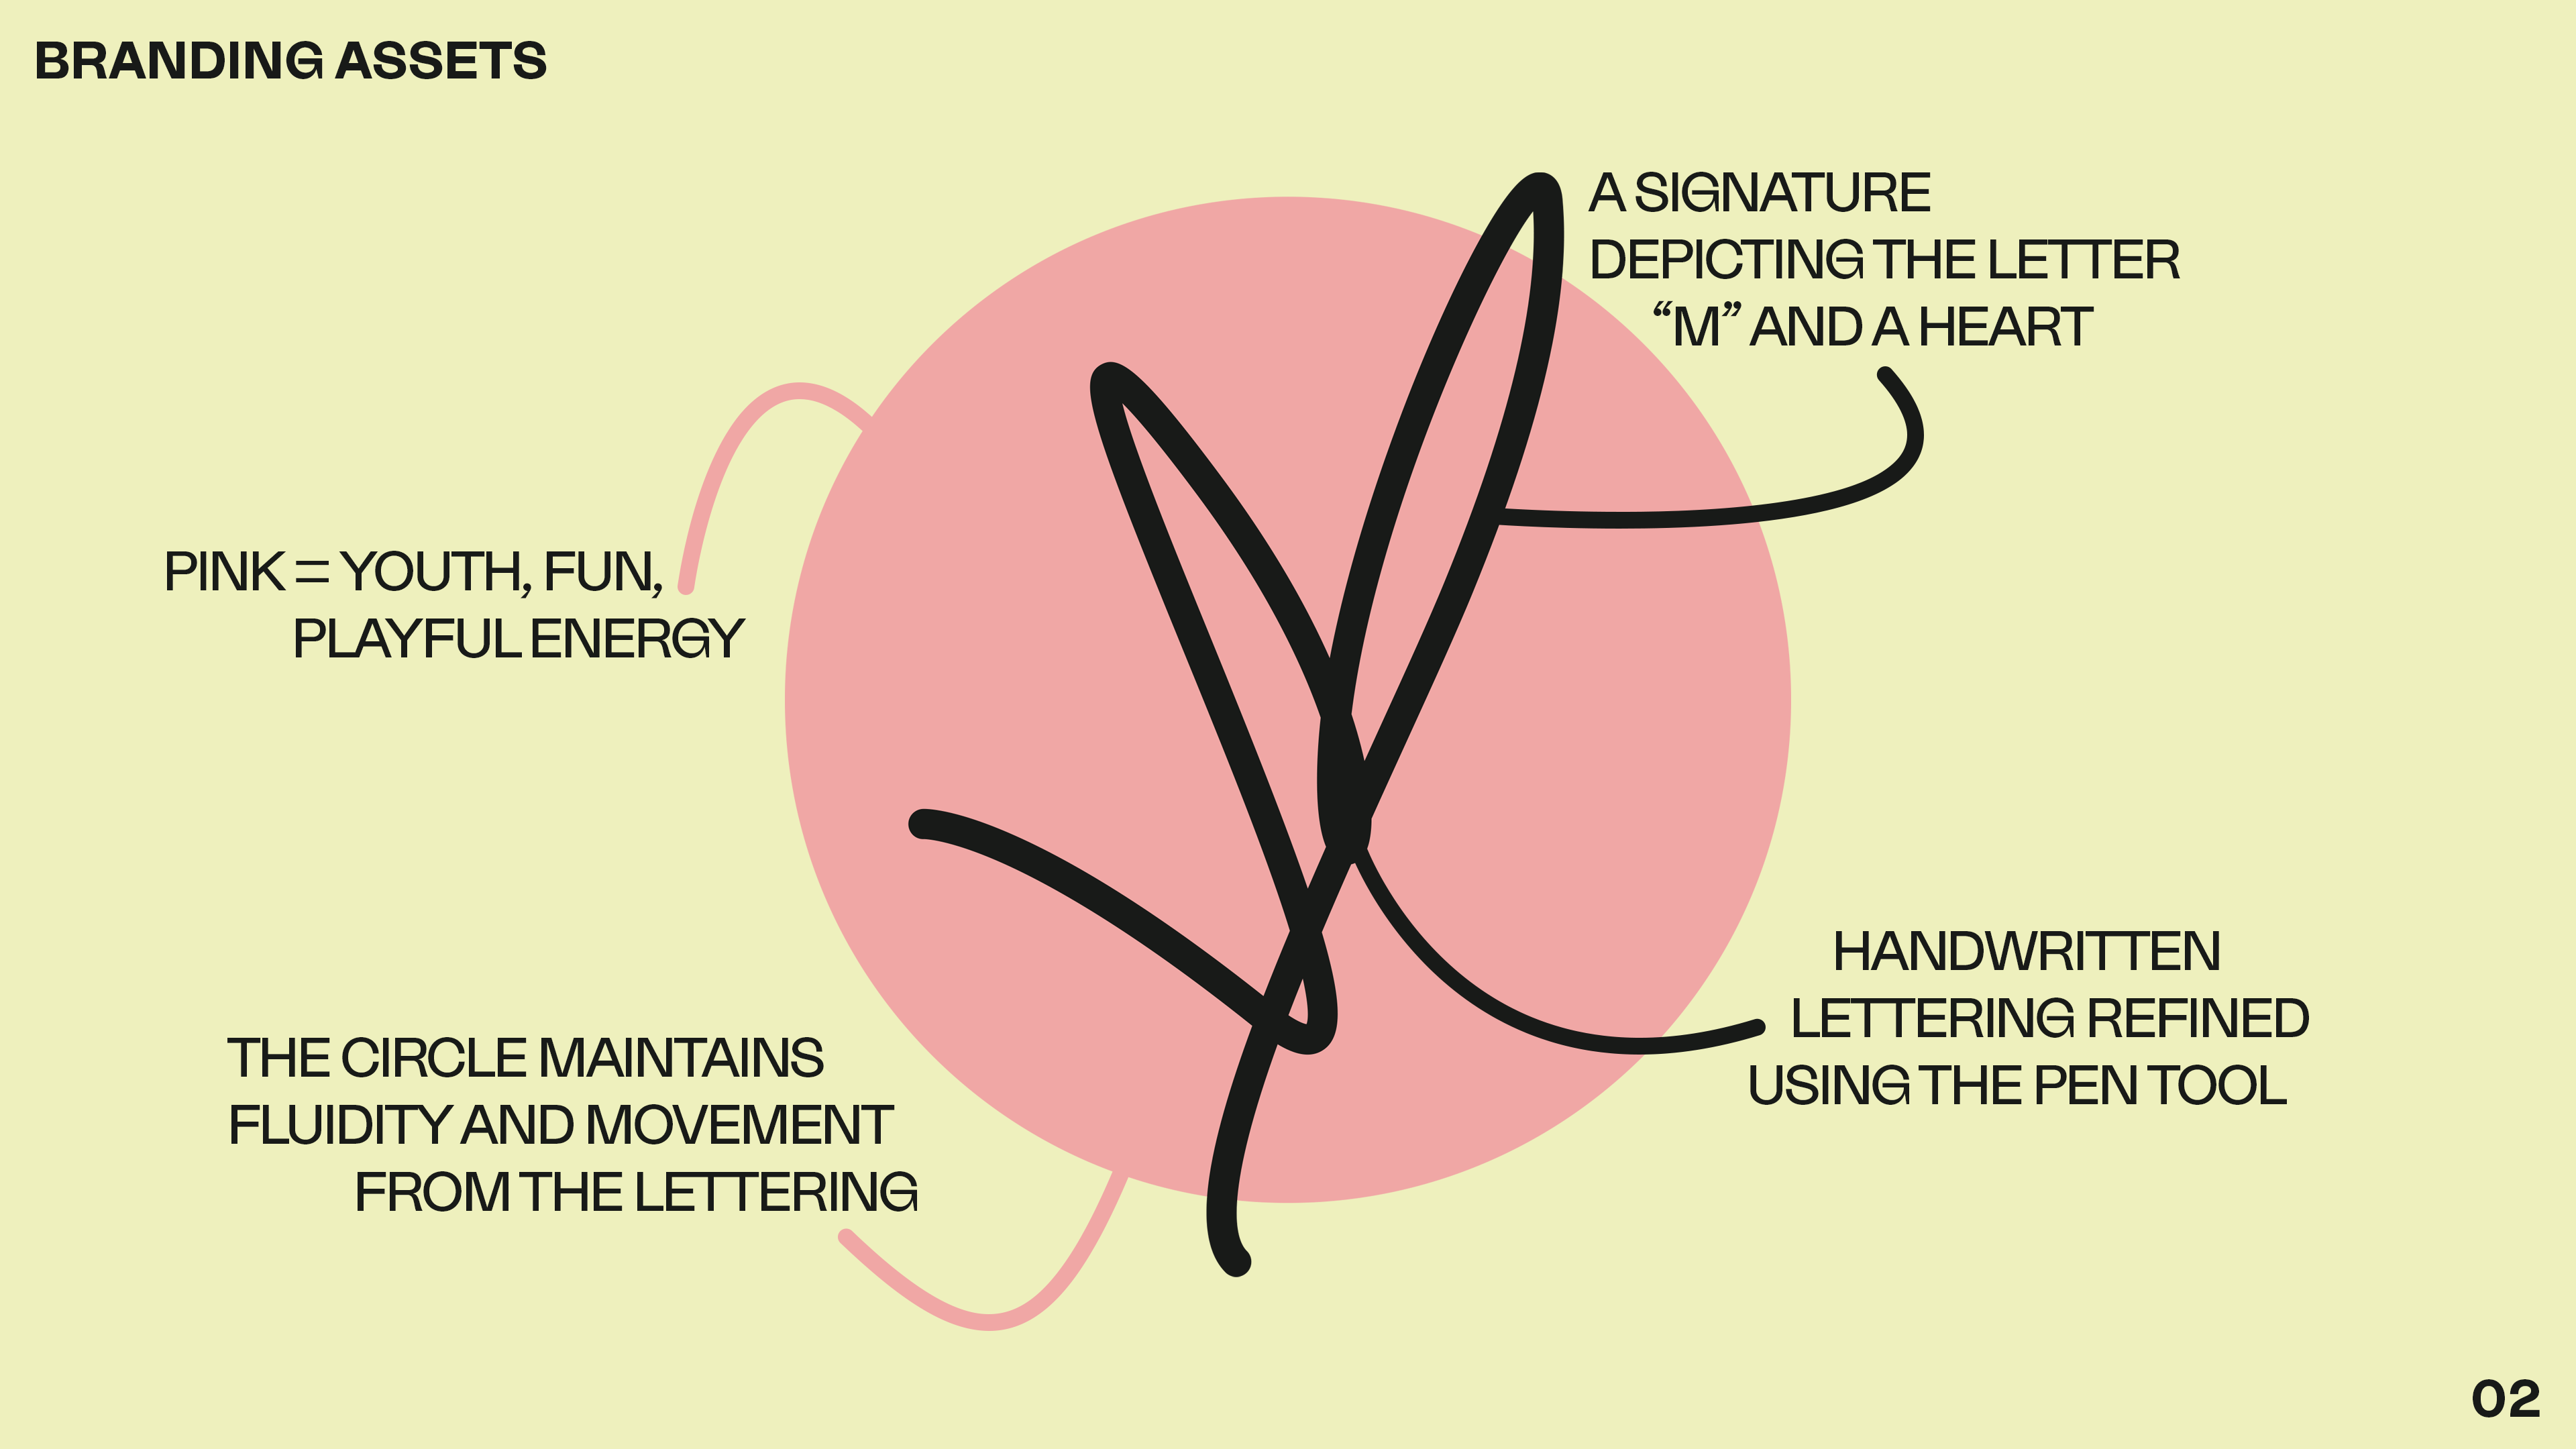 BRANDING ASSETS
A SIGNATURE
DEPICTING THE LETTER
“M” AND A HEART
PINK = YOUTH, FUN,
PLAYFUL ENERGY
HANDWRITTEN
LETTERING REFINED
USING THE PEN TOOL
THE CIRCLE MAINTAINS
FLUIDITY AND MOVEMENT
FROM THE LETTERING
02